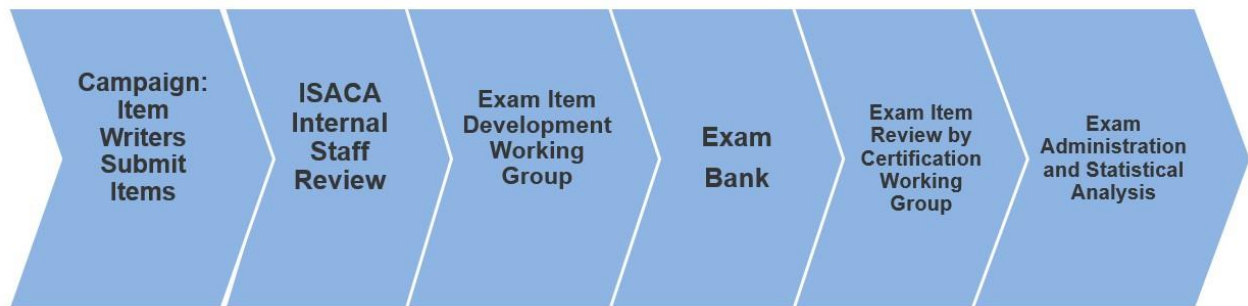 Campaign:
Item
Writers
Submit
Items
ISACA
Internal
Staff
Review
Exam Item
Development
Working
Group
Exam
Bank
Exam Item
Review by
Certification
Working
Group
Exam
Administration
and Statistical
Analysis